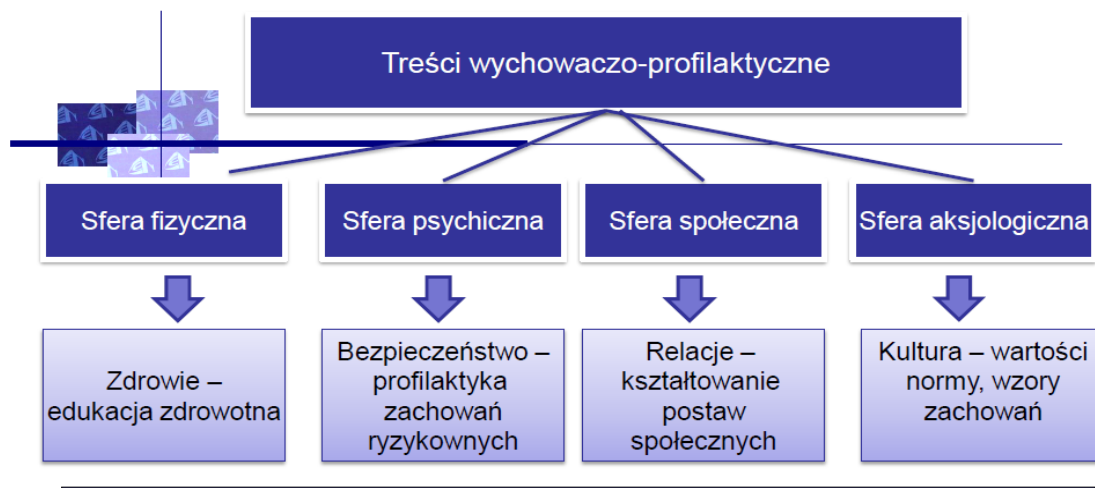 Treści wychowaczo-profilaktyczne
Sfera fizyczna
Sfera psychiczna
Sfera społeczna
Sfera aksjologiczna
Zdrowie –
edukacja zdrowotna
Bezpieczeństwo –
profilaktyka
zachowań
ryzykownych
Relacje –
kształtowanie
postaw
społecznych
Kultura – wartości
normy, wzory
zachowań